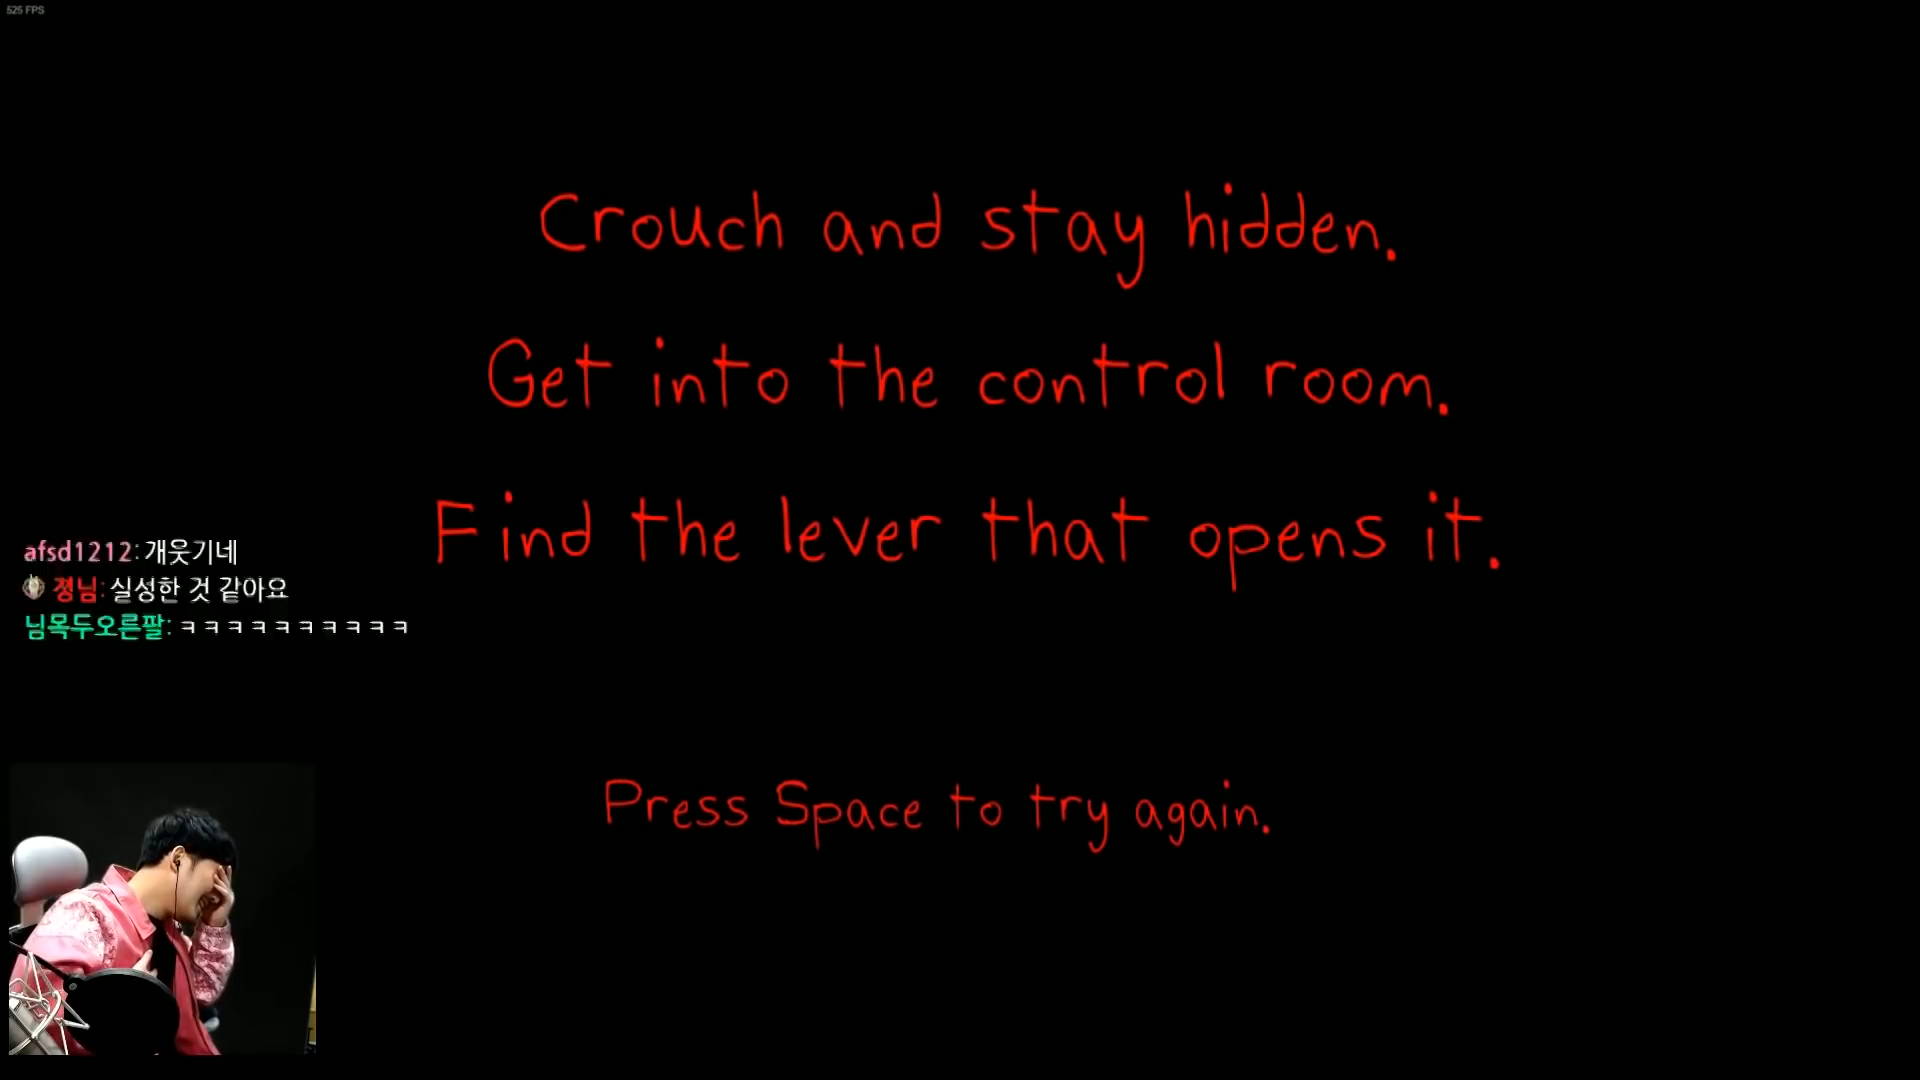 525 FPS
Crouch and stay hidden.
Get into the control room.
Find the lever that opens it.
afsd1212: 개웃기네
졍님: 실성한 것 같아요
님목두오른팔: ㅋㅋㅋㅋㅋㅋㅋㅋㅋㅋ
Press Space to try again.